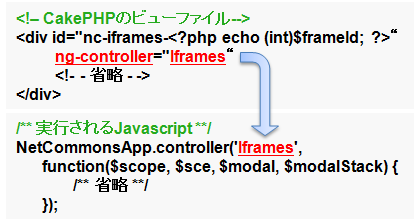 <!– CakePHPのビューファイル-->
<div id="nc-iframes-<?php echo (int)$frameId; ?>“
ng-controller="Iframes“
<!- - 省略 - ->
</div>
/** 実行されるJavascript **/
NetCommonsApp.controller('Iframes',
function($scope, $sce, $modal, $modalStack) {
/** 省略 **/
});